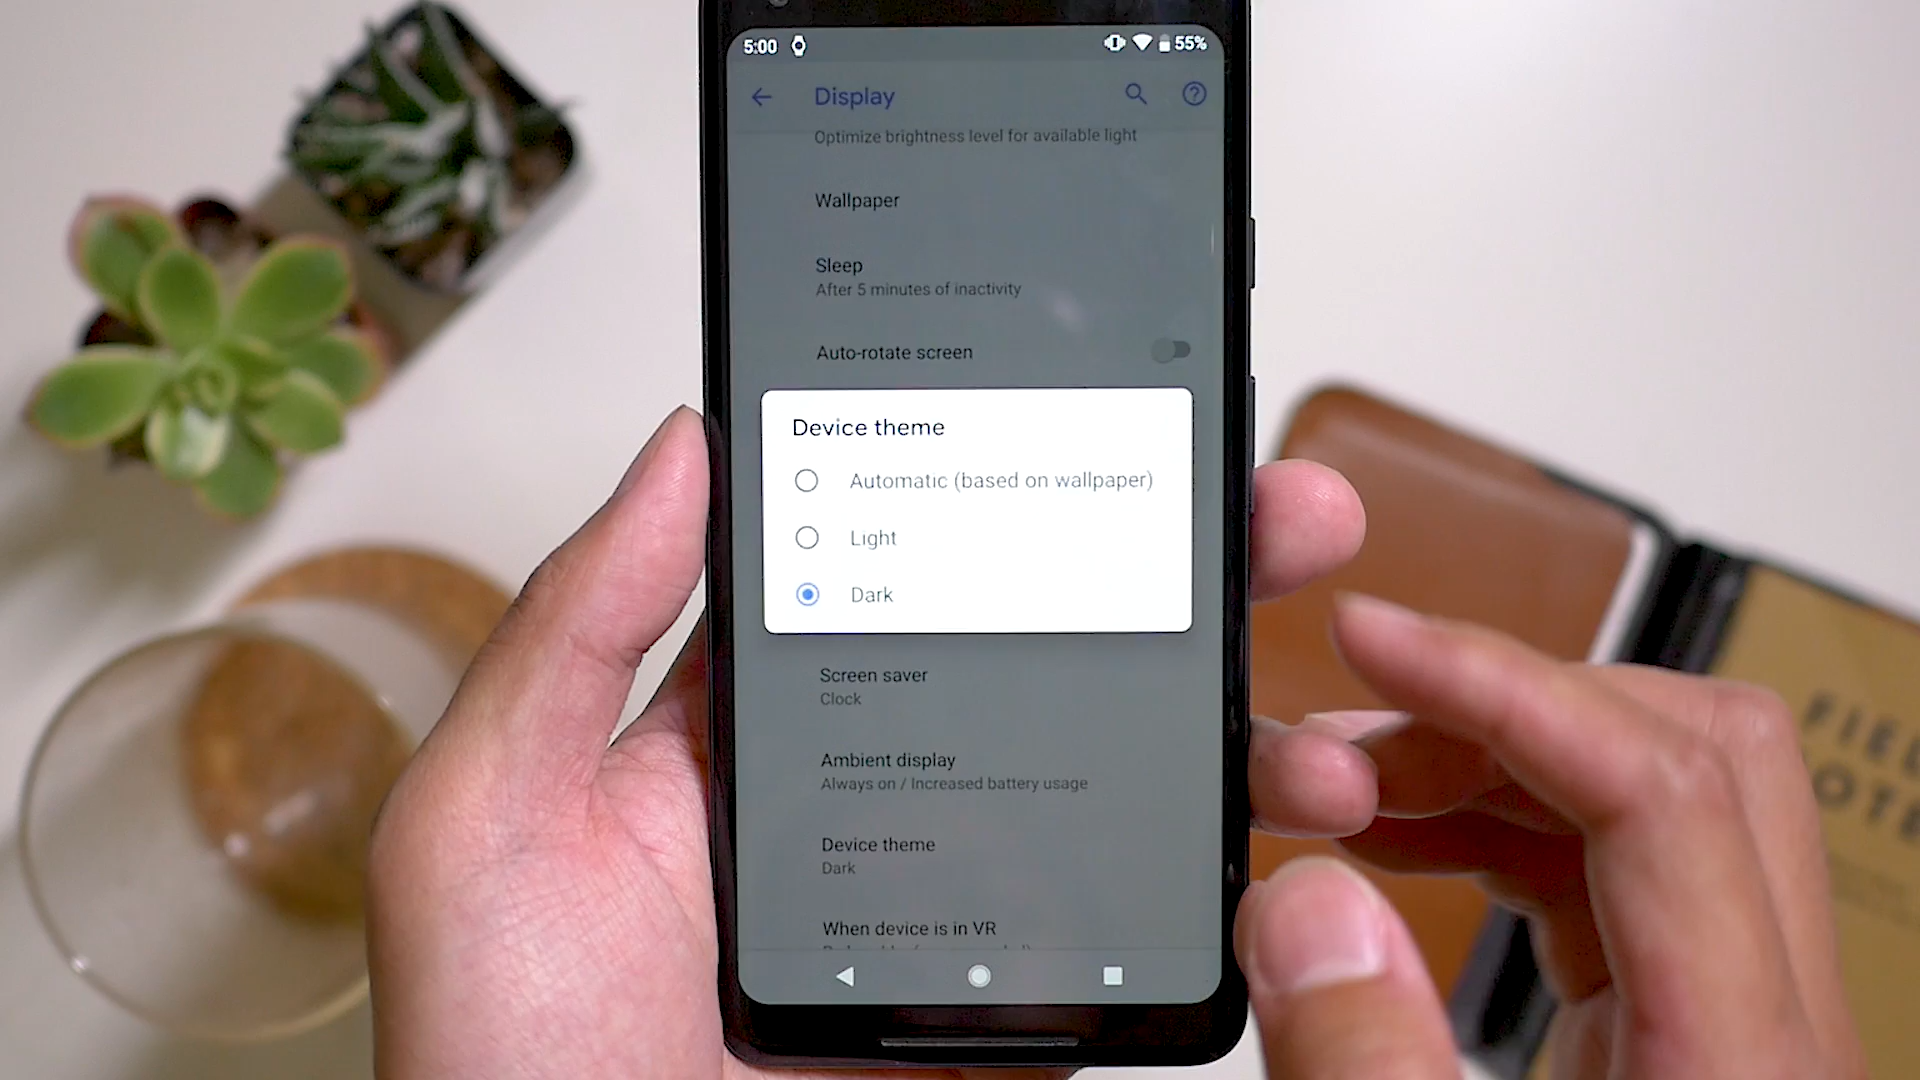 5:00 55%
Display
Optimize brightness level for available light
Wallpaper
Sleep
After 5 minutes of inactivity
Auto-rotate screen
Device theme
Automatic (based on wallpaper)
Light
Dark
Screen saver
Clock
Ambient display
Always on / Increased battery usage
Device theme
Dark
When device is in VR